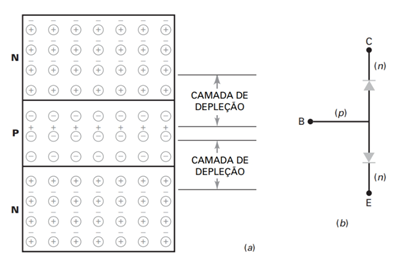 N
P
N
CAMADA DE
DEPLEÇÃO
CAMADA DE
DEPLEÇÃO
(a)
C
(n)
B
(p)
(n)
E
(b)